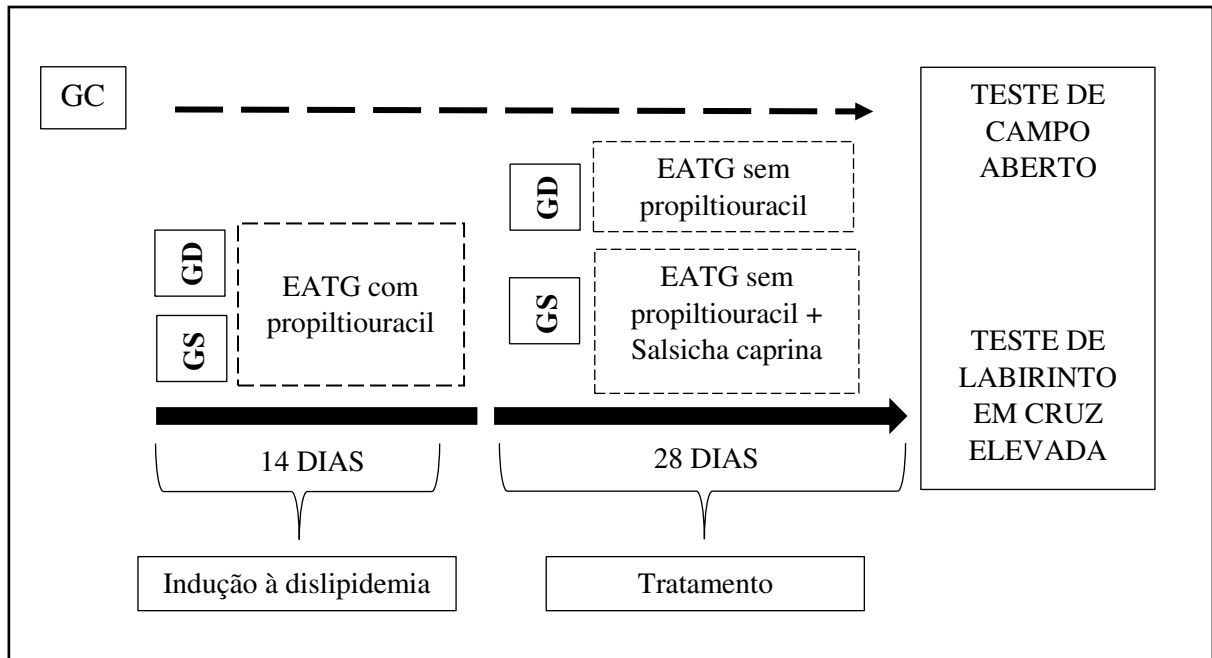 GC
GD
GS
EATG com
propiltiouracil
GD
EATG sem
propiltiouracil
GS
EATG sem
propiltiouracil +
Salsicha caprina
TESTE DE
CAMPO
ABERTO
TESTE DE
LABIRINTO
EM CRUZ
ELEVADA
14 DIAS
28 DIAS
Indução à dislipidemia
Tratamento